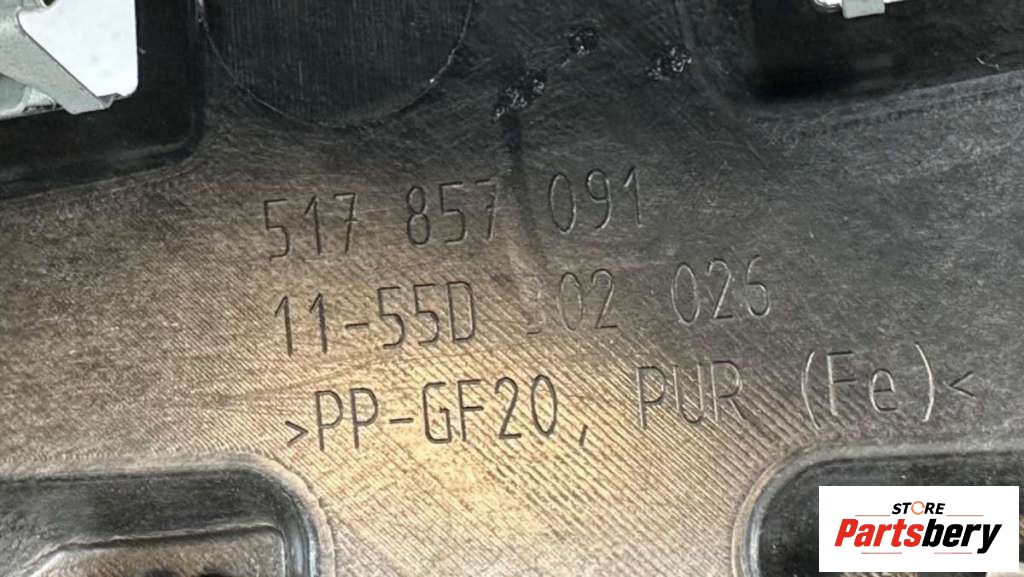 517 857 091
11-55D 302 026
>PP-GF20, PUR (Fe)<
STORE
Partsbery